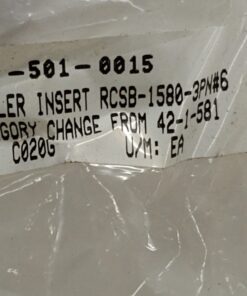 -501-0015
LER INSERT RCSB-1580-3PN#6
GORY CHANGE FROM 42-1-581
C020G U/M: EA